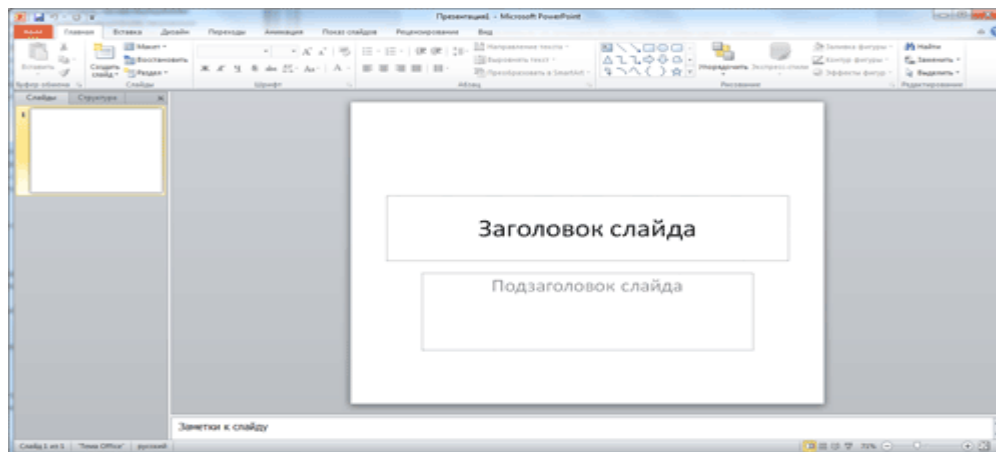 Презентация1 - Microsoft PowerPoint
Файл Главная Вставка Дизайн Переходы Анимация Показ слайдов Рецензирование Вид
Макет
Восстановить
Раздел
Вставить
Создать слайд
Направление текста
Выровнять текст
Преобразовать в SmartArt
Упорядочить Экспресс-стили
Заливка фигуры
Контур фигуры
Эффекты фигур
Найти
Заменить
Выделить
Буфер обмена Слайды Шрифт Абзац Рисование Редактирование
Слайды Структура
1
Заголовок слайда
Подзаголовок слайда
Заметки к слайду
Слайд 1 из 1 "Тема Office" русский 72%